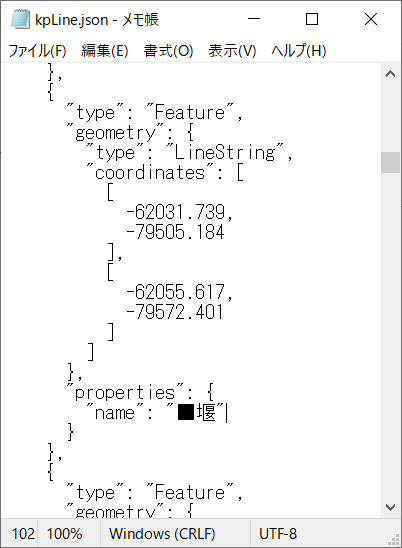 kpLine.json - メモ帳
ファイル(F) 編集(E) 書式(O) 表示(V) ヘルプ(H)
},
{
"type": "Feature",
"geometry": {
"type": "LineString",
"coordinates": [
[
-62031.739,
-79505.184
],
[
-62055.617,
-79572.401
]
]
},
"properties": {
"name": "■堰"
}
},
{
"type": "Feature",
"geometry": {
102 100% Windows (CRLF) UTF-8